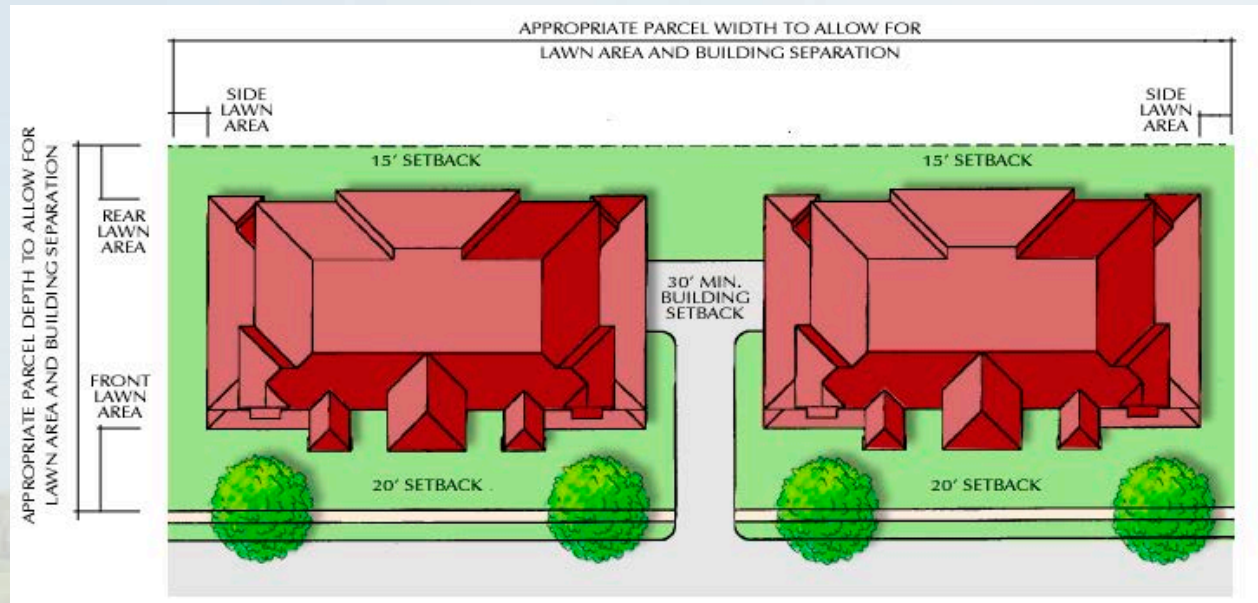 APPROPRIATE PARCEL WIDTH TO ALLOW FOR
LAWN AREA AND BUILDING SEPARATION
SIDE
LAWN
AREA
SIDE
LAWN
AREA
APPROPRIATE PARCEL DEPTH TO ALLOW FOR
LAWN AREA AND BUILDING SEPARATION
15' SETBACK
15' SETBACK
REAR
LAWN
AREA
30' MIN.
BUILDING
SETBACK
FRONT
LAWN
AREA
20' SETBACK
20' SETBACK